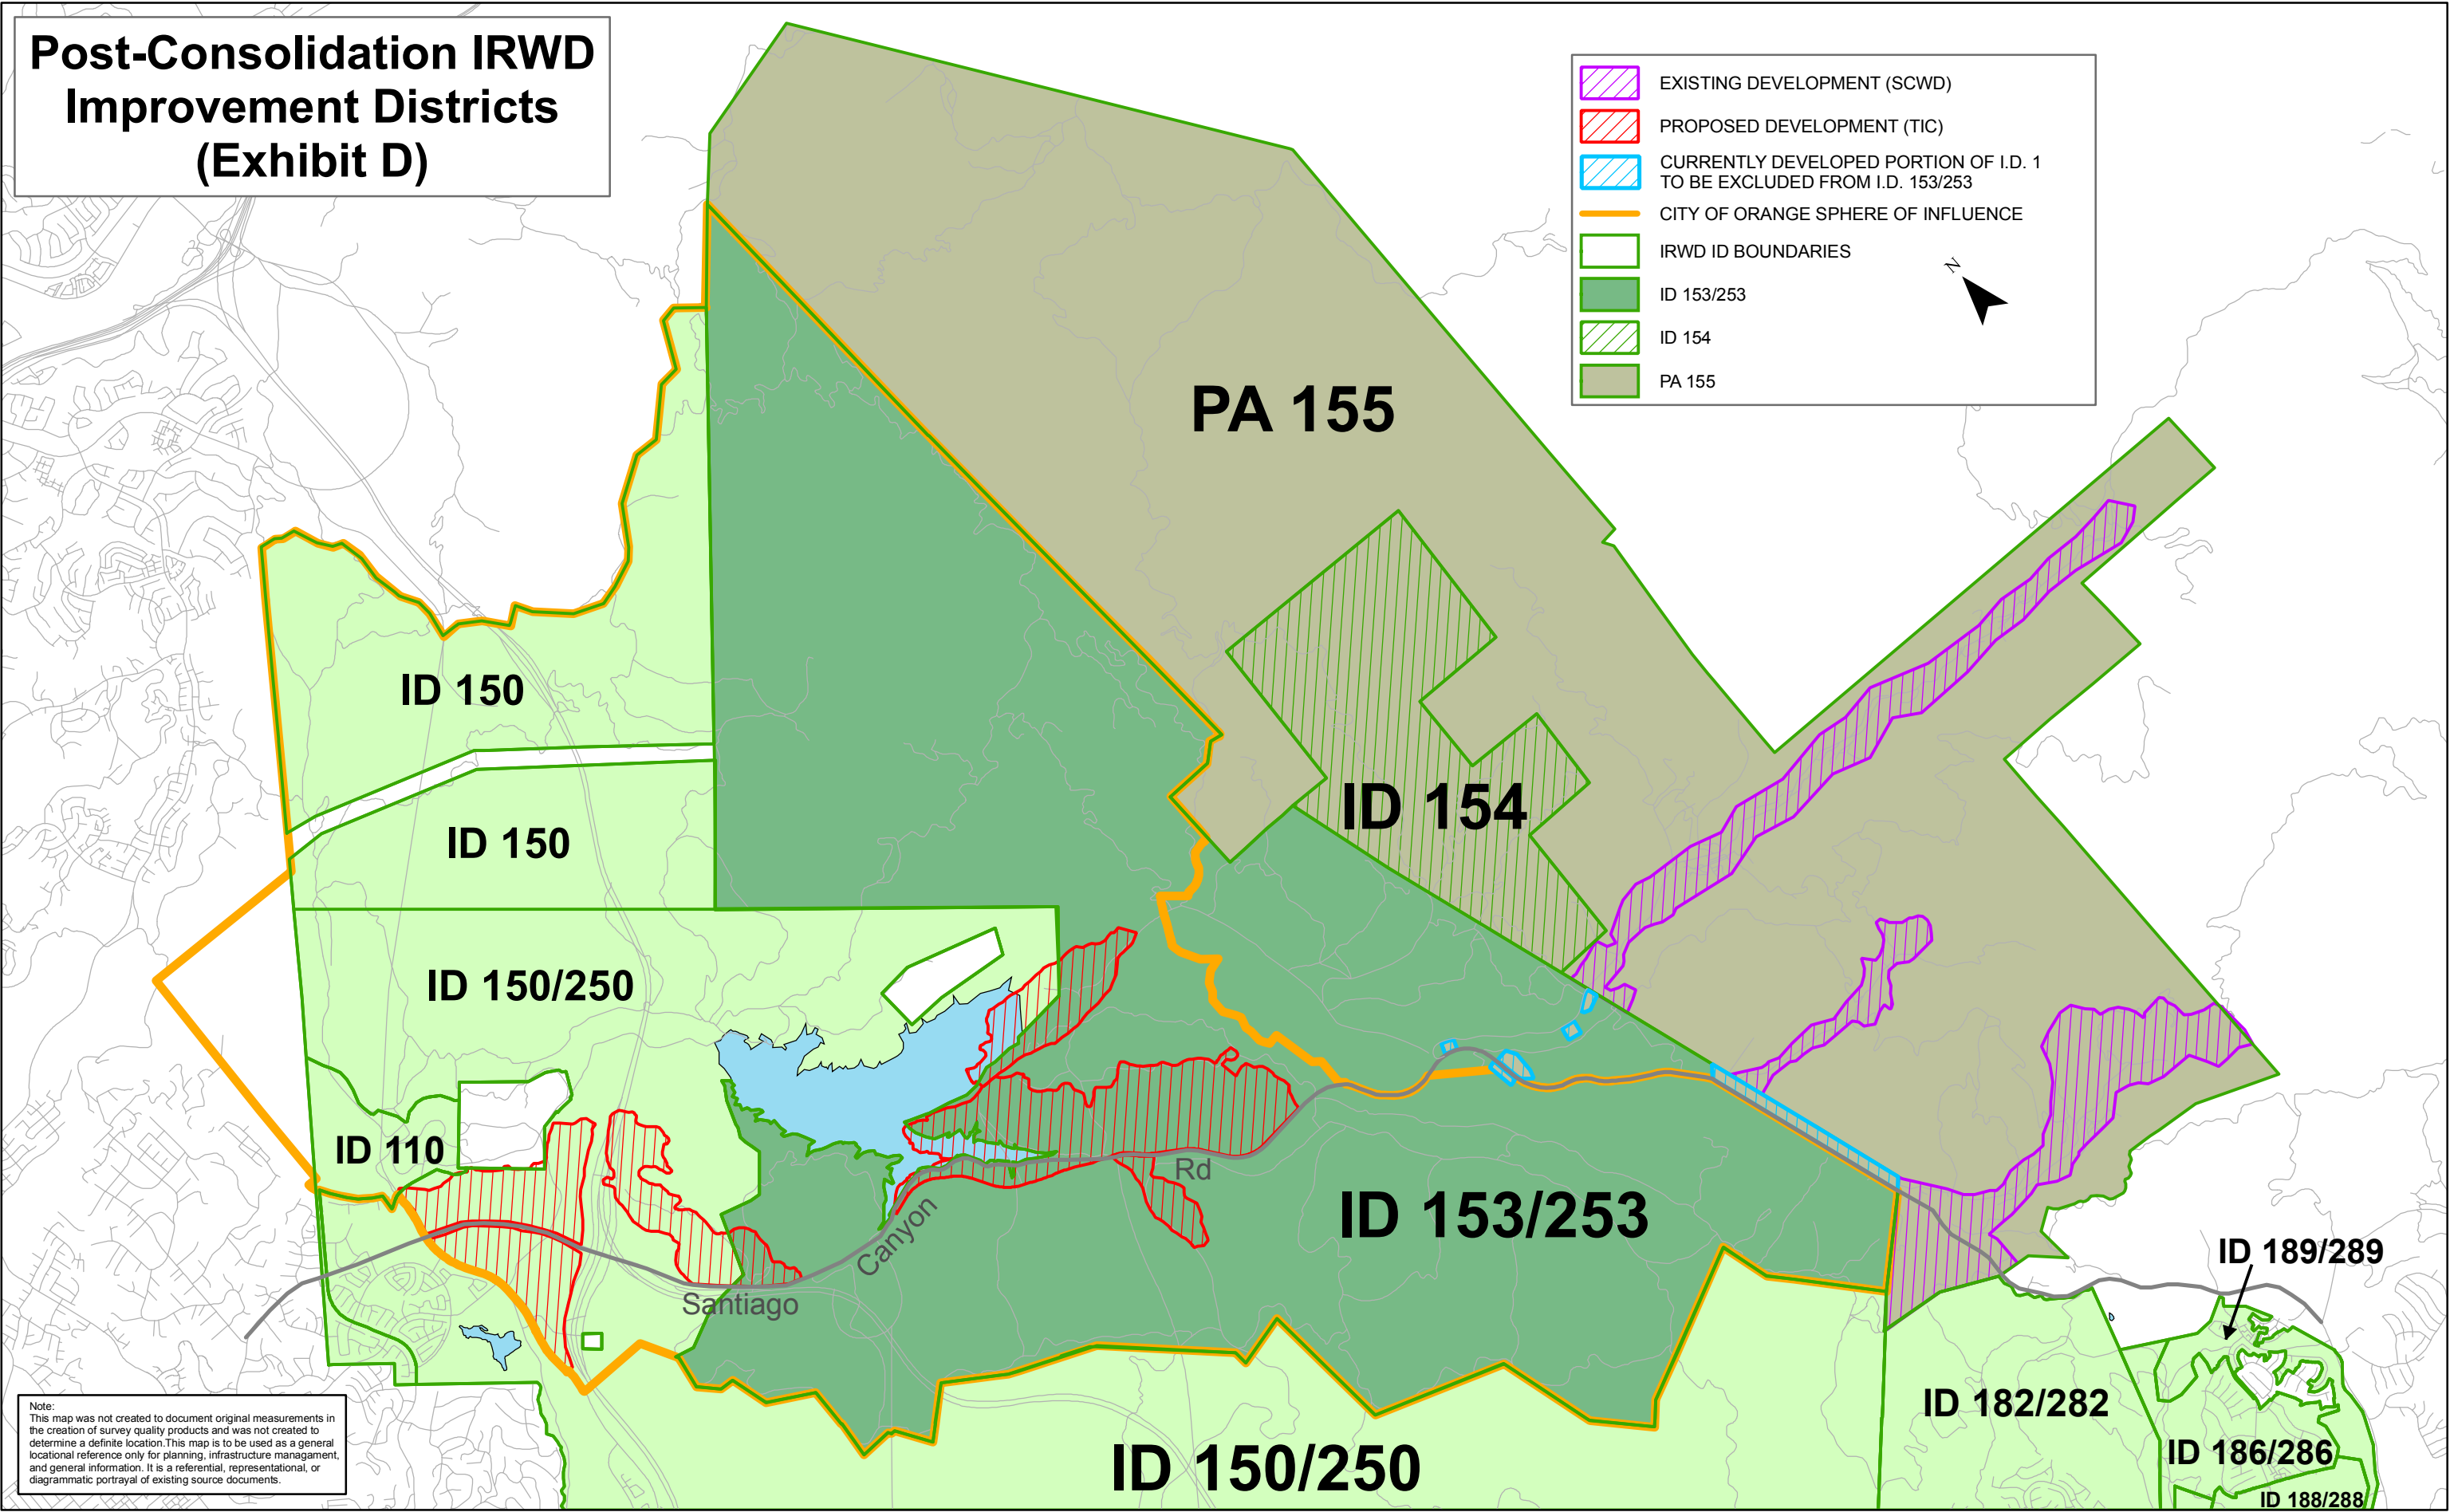 Post-Consolidation IRWD
Improvement Districts
(Exhibit D)
EXISTING DEVELOPMENT (SCWD)
PROPOSED DEVELOPMENT (TIC)
CURRENTLY DEVELOPED PORTION OF I.D. 1
TO BE EXCLUDED FROM I.D. 153/253
CITY OF ORANGE SPHERE OF INFLUENCE
IRWD ID BOUNDARIES
N
ID 153/253
ID 154
PA 155
PA 155
ID 150
ID 154
ID 150
ID 150/250
ID 110
Rd
Canyon
Santiago
ID 153/253
ID 189/289
ID 182/282
ID 186/286
ID 150/250
ID 188/288
Note:
This map was not created to document original measurements in
the creation of survey quality products and was not created to
determine a definite location.This map is to be used as a general
locational reference only for planning, infrastructure managament,
and general information. It is a referential, representational, or
diagrammatic portrayal of existing source documents.